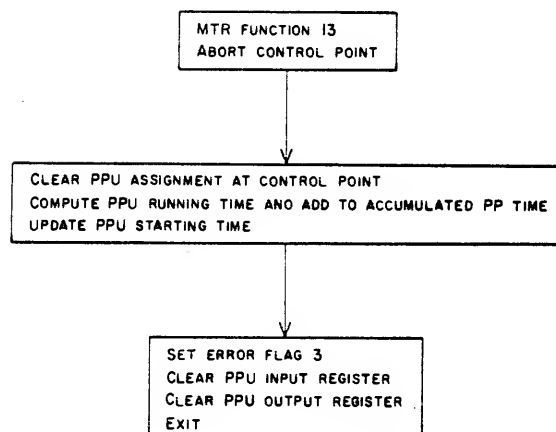 MTR FUNCTION 13
ABORT CONTROL POINT
CLEAR PPU ASSIGNMENT AT CONTROL POINT
COMPUTE PPU RUNNING TIME ANO ADD TO ACCUMULATED PP TIME
UPDATE PPU STARTING TIME
SET ERROR FLAG 3
CLEAR PPU INPUT REGISTER
CLEAR PPU OUTPUT REGISTER
EXIT